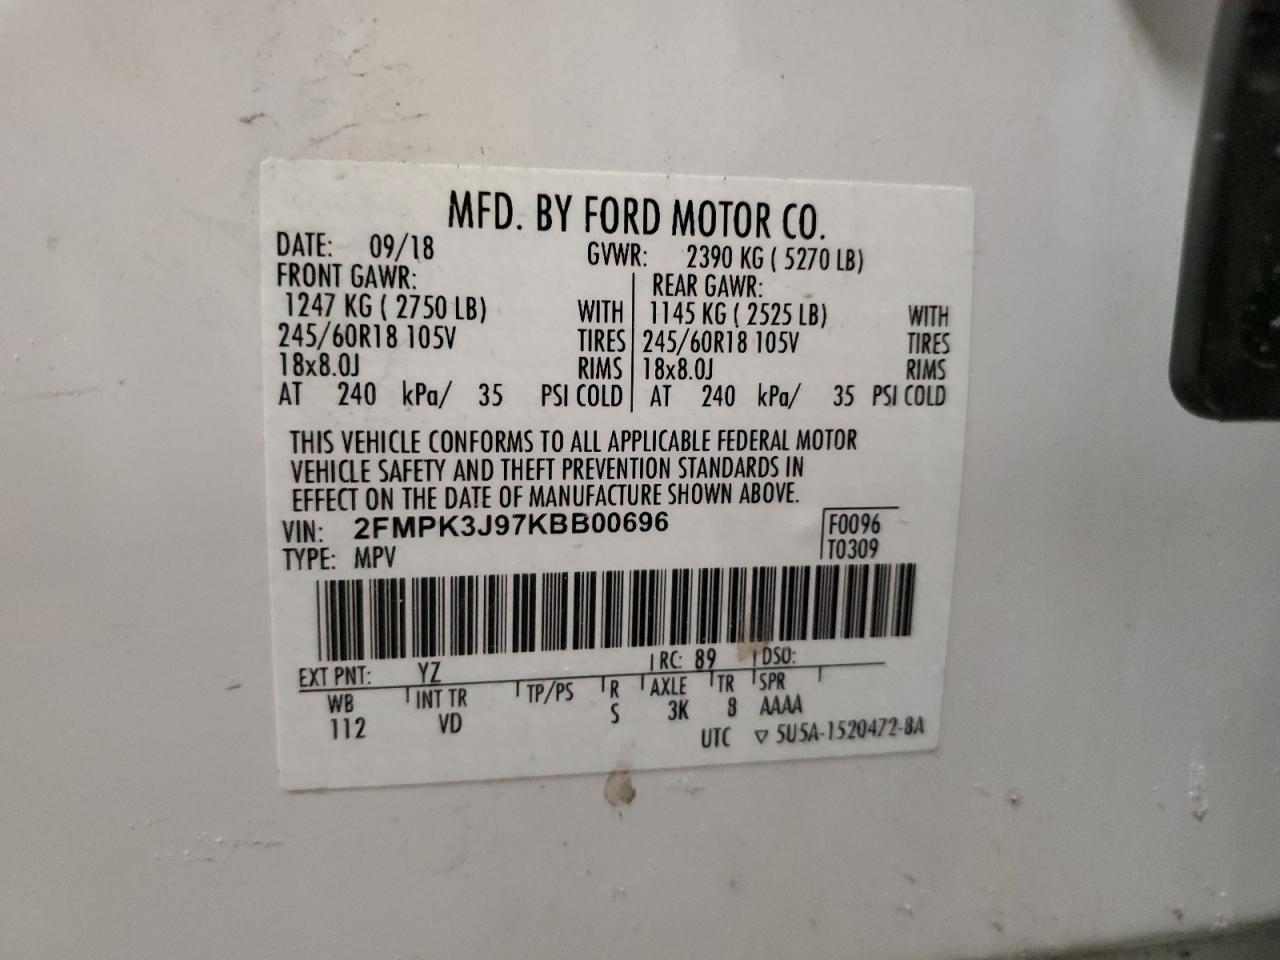 MFD. BY FORD MOTOR CO.
DATE: 09/18 GVWR: 2390 KG ( 5270 LB)
FRONT GAWR: REAR GAWR:
1247 KG ( 2750 LB) WITH 1145 KG ( 2525 LB) WITH
245/60R18 105V TIRES 245/60R18 105V TIRES
18x8.0J RIMS 18x8.0J RIMS
AT 240 kPa/ 35 PSI COLD AT 240 kPa/ 35 PSI COLD
THIS VEHICLE CONFORMS TO ALL APPLICABLE FEDERAL MOTOR
VEHICLE SAFETY AND THEFT PREVENTION STANDARDS IN
EFFECT ON THE DATE OF MANUFACTURE SHOWN ABOVE.
VIN: 2FMPK3J97KBB00696 F0096
TYPE: MPV T0309
EXT PNT: YZ RC: 89 DSO:
WB INT TR TP/PS R AXLE TR SPR
112 VD S 3K 8 AAAA
UTC ▽ 5U5A-1520472-BA